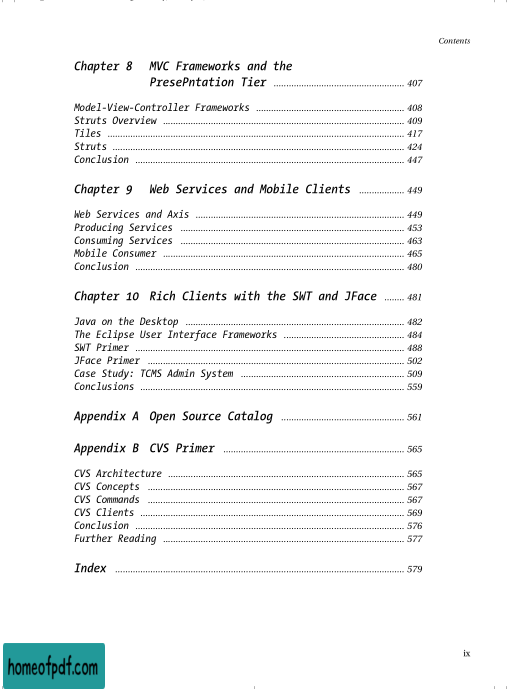 Contents
Chapter 8 MVC Frameworks and the
PresePntation Tier ..... 407
Model-View-Controller Frameworks ..... 408
Struts Overview ..... 409
Tiles ..... 417
Struts ..... 424
Conclusion ..... 447
Chapter 9 Web Services and Mobile Clients ..... 449
Web Services and Axis ..... 449
Producing Services ..... 453
Consuming Services ..... 463
Mobile Consumer ..... 465
Conclusion ..... 480
Chapter 10 Rich Clients with the SWT and JFace ..... 481
Java on the Desktop ..... 482
The Eclipse User Interface Frameworks ..... 484
SWT Primer ..... 488
JFace Primer ..... 502
Case Study: TCMS Admin System ..... 509
Conclusions ..... 559
Appendix A Open Source Catalog ..... 561
Appendix B CVS Primer ..... 565
CVS Architecture ..... 565
CVS Concepts ..... 567
CVS Commands ..... 567
CVS Clients ..... 569
Conclusion ..... 576
Further Reading ..... 577
Index ..... 579
ix
homeofpdf.com